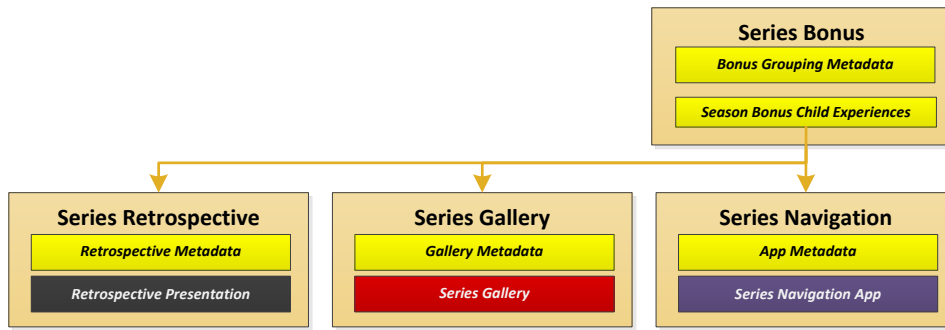 Series Bonus
Bonus Grouping Metadata
Season Bonus Child Experiences
Series Retrospective
Retrospective Metadata
Retrospective Presentation
Series Gallery
Gallery Metadata
Series Gallery
Series Navigation
App Metadata
Series Navigation App